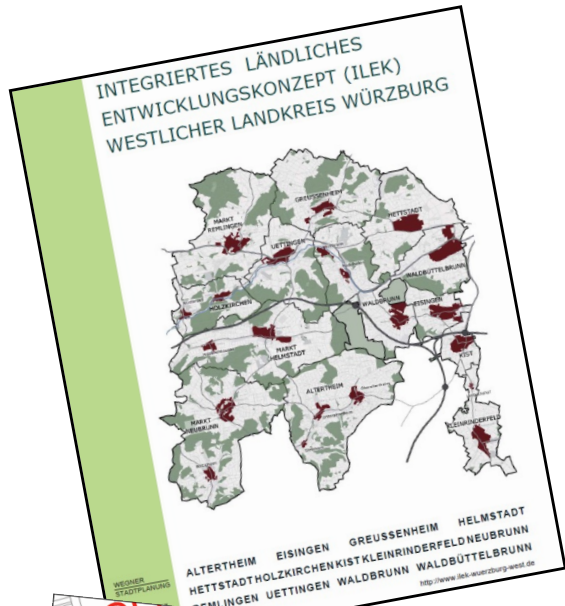 INTEGRIERTES LÄNDLICHES
ENTWICKLUNGSKONZEPT (ILEK)
WESTLICHER LANDKREIS WÜRZBURG
GREUSSENHEIM
HETTSTADT
MARKT
REMLINGEN
UETTINGEN
WALDBÜTTELBRUNN
HOLZKIRCHEN
WALDBRUNN
EISINGEN
MARKT
HELMSTADT
KIST
ALTERTHEIM
MARKT
NEUBRUNN
KLEINRINDERFELD
ALTERTHEIM EISINGEN GREUSSENHEIM HELMSTADT
HETTSTADT HOLZKIRCHEN KIST KLEINRINDERFELD NEUBRUNN
REMLINGEN UETTINGEN WALDBRUNN WALDBÜTTELBRUNN
WEGNER
STADTPLANUNG
http://www.ilek-wuerzburg-west.de